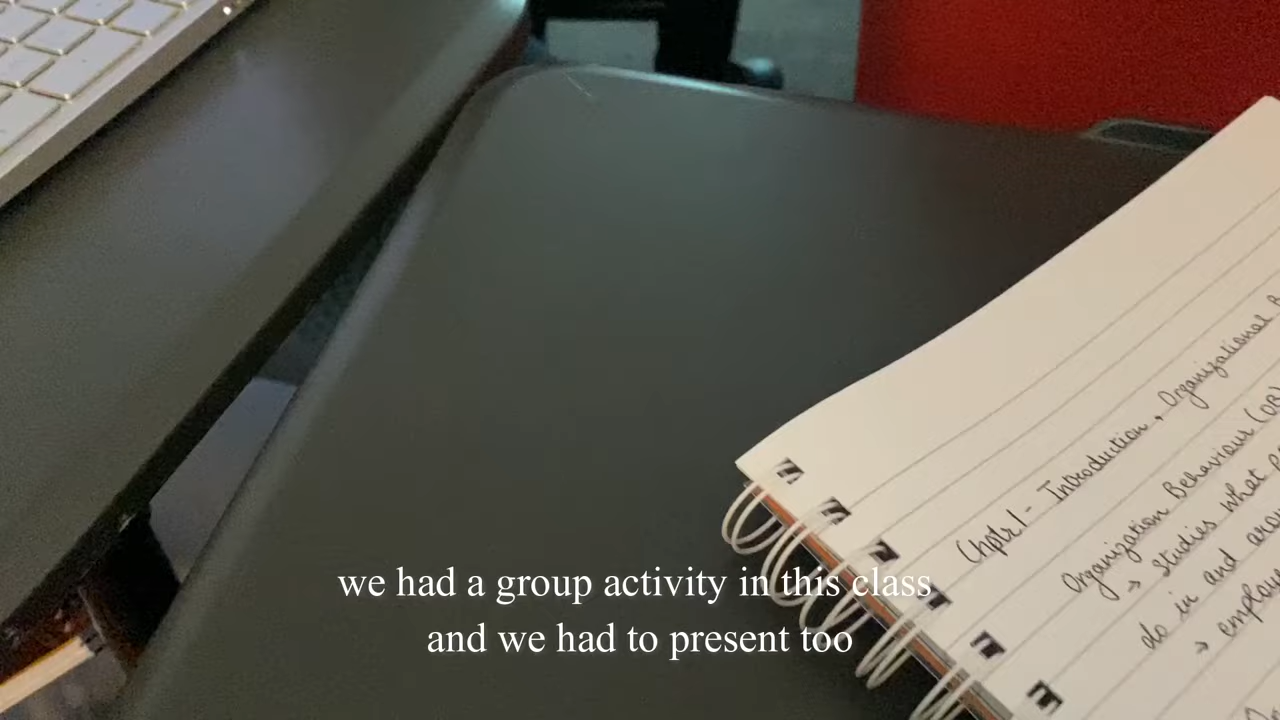 Chptr 1 - Introduction, Organizational
Organization Behaviour (OB)
→ Studies what
do in and
→
we had a group activity in this class
and we had to present too